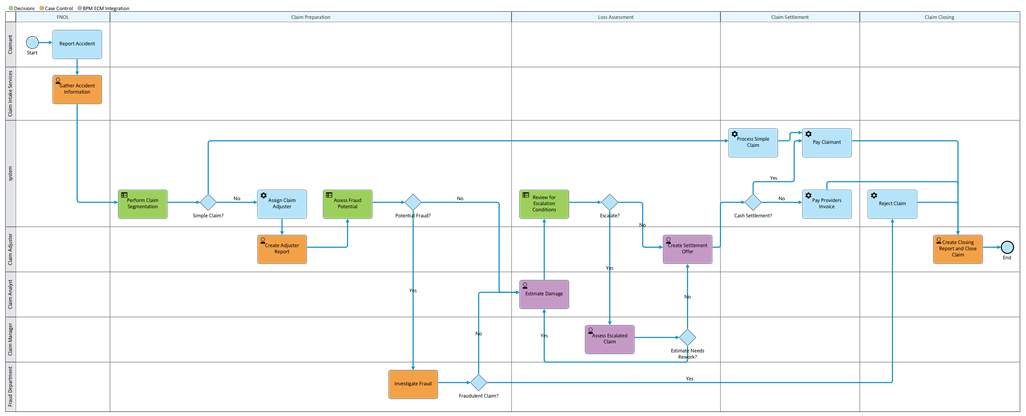 Decisions
Case Control
BPM ECM Integration
FNOL
Claim Preparation
Loss Assessment
Claim Settlement
Claim Closing
Claimant
Start
Report Accident
Claim Intake Services
Gather Accident
Information
system
Process Simple
Claim
Pay Claimant
Yes
Perform Claim
Segmentation
Simple Claim?
No
Assign Claim
Adjuster
Assess Fraud
Potential
Potential Fraud?
No
Review for
Escalation
Conditions
Escalate?
No
Cash Settlement?
No
Pay Providers
Invoice
Reject Claim
Claim Adjuster
Create Adjuster
Report
Create Settlement
Offer
Create Closing
Report and Close
Claim
End
Claim Analyst
Yes
Estimate Damage
Yes
No
Claim Manager
No
Yes
Assess Escalated
Claim
Estimate Needs
Rework?
Fraud Department
Investigate Fraud
Fraudulent Claim?
Yes